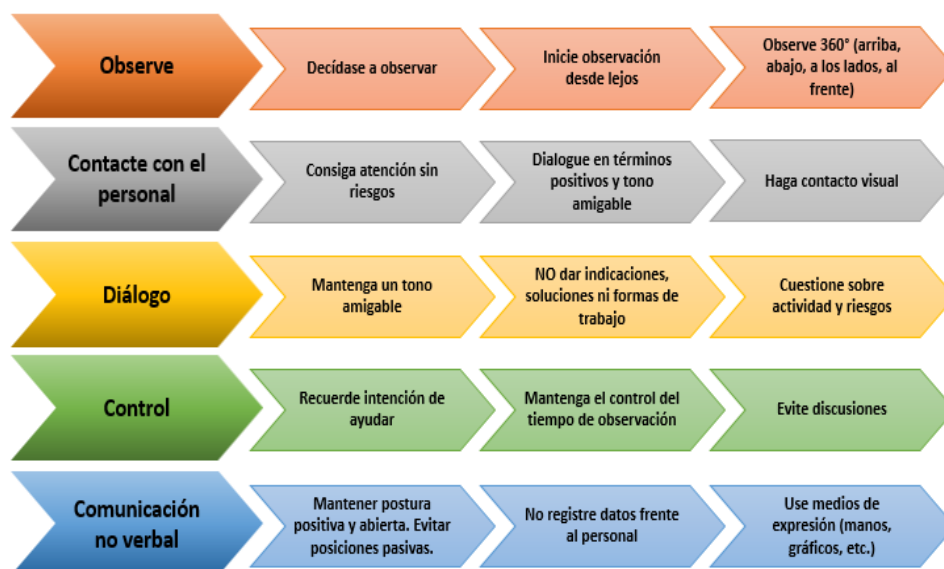 Observe
Decídase a observar
Inicie observación
desde lejos
Observe 360° (arriba,
abajo, a los lados, al
frente)
Contacte con el
personal
Consiga atención sin
riesgos
Dialogue en términos
positivos y tono
amigable
Haga contacto visual
Diálogo
Mantenga un tono
amigable
NO dar indicaciones,
soluciones ni formas de
trabajo
Cuestione sobre
actividad y riesgos
Control
Recuerde intención de
ayudar
Mantenga el control del
tiempo de observación
Evite discusiones
Comunicación
no verbal
Mantener postura
positiva y abierta. Evitar
posiciones pasivas.
No registre datos frente
al personal
Use medios de
expresión (manos,
gráficos, etc.)